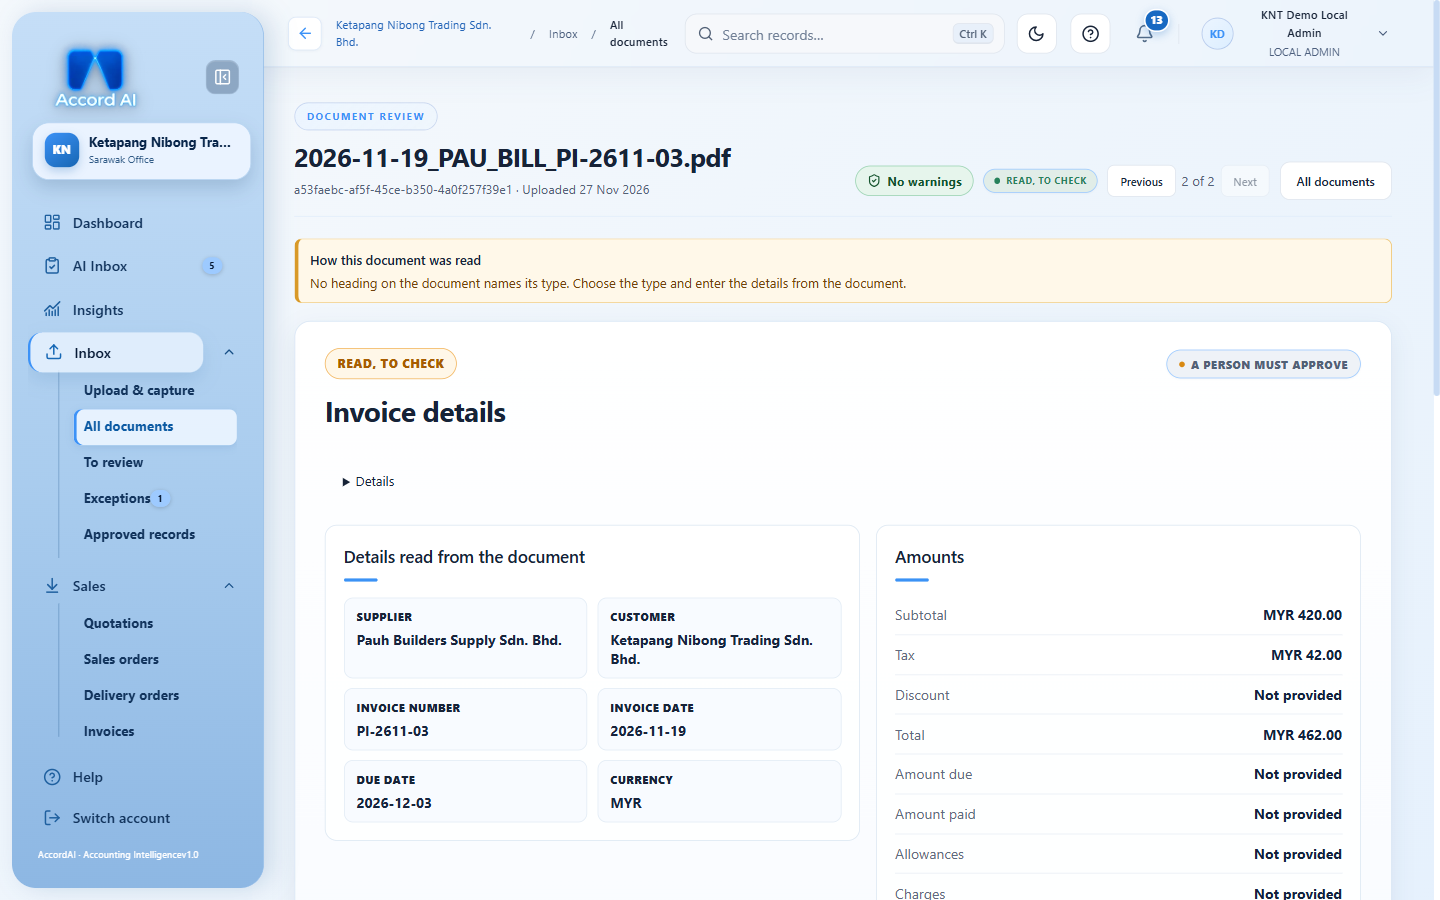 Accord AI
KN
Ketapang Nibong Tra...
Sarawak Office
Dashboard
AI Inbox
5
Insights
Inbox
Upload & capture
All documents
To review
Exceptions
1
Approved records
Sales
Quotations
Sales orders
Delivery orders
Invoices
Help
Switch account
AccordAI - Accounting Intelligencev1.0
Ketapang Nibong Trading Sdn.
Bhd.
/
Inbox
/
All
documents
Search records...
Ctrl K
13
KD
KNT Demo Local
Admin
LOCAL ADMIN
DOCUMENT REVIEW
2026-11-19_PAU_BILL_PI-2611-03.pdf
a53faebc-af5f-45ce-b350-4a0f257f39e1 · Uploaded 27 Nov 2026
No warnings
READ, TO CHECK
Previous
2 of 2
Next
All documents
How this document was read
No heading on the document names its type. Choose the type and enter the details from the document.
READ, TO CHECK
A PERSON MUST APPROVE
Invoice details
Details
Details read from the document
SUPPLIER
Pauh Builders Supply Sdn. Bhd.
CUSTOMER
Ketapang Nibong Trading Sdn.
Bhd.
INVOICE NUMBER
PI-2611-03
INVOICE DATE
2026-11-19
DUE DATE
2026-12-03
CURRENCY
MYR
Amounts
Subtotal
MYR 420.00
Tax
MYR 42.00
Discount
Not provided
Total
MYR 462.00
Amount due
Not provided
Amount paid
Not provided
Allowances
Not provided
Charges
Not provided